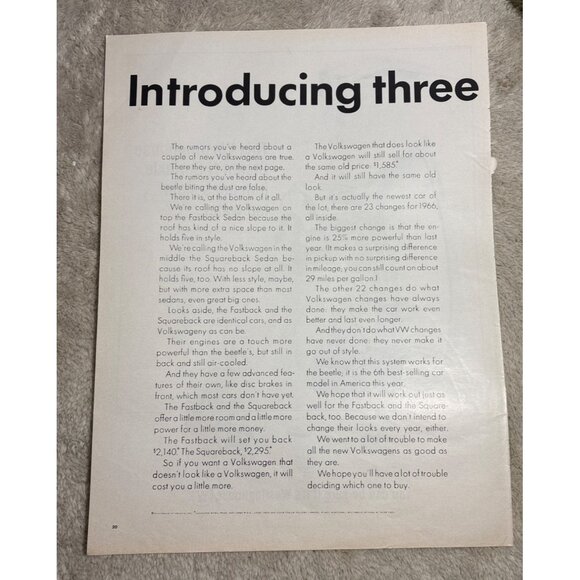 Introducing three
The rumors you've heard about a
couple of new Volkswagens are true.
There they are, on the next page.
The rumors you've heard about the
beetle biting the dust are false.
There it is, at the bottom of it all.
We're calling the Volkswagen on
top the Fastback Sedan because the
roof has kind of a nice slope to it. It
holds five in style.
We're calling the Volkswagen in the
middle the Squareback Sedan be-
cause its roof has no slope at all. It
holds five, too. With less style, maybe,
but with more extra space than most
sedans, even great big ones.
Looks aside, the Fastback and the
Squareback are identical cars, and as
Volkswageny as can be.
Their engines are a touch more
powerful than the beetle's, but still in
back and still air-cooled.
And they have a few advanced fea-
tures of their own, like disc brakes in
front, which most cars don't have yet.
The Fastback and the Squareback
offer a little more room and a little more
power for a little more money.
The Fastback will set you back
$2,140.* The Squareback, $2,295.*
So if you want a Volkswagen that
doesn't look like a Volkswagen, it will
cost you a little more.
The Volkswagen that does look like
a Volkswagen will still sell for about
the same old price. $1,585.*
And it will still have the same old
look.
But it's actually the newest car of
the lot; there are 23 changes for 1966,
all inside.
The biggest change is that the en-
gine is 25% more powerful than last
year. (It makes a surprising difference
in pickup with no surprising difference
in mileage; you can still count on about
29 miles per gallon.)
The other 22 changes do what
Volkswagen changes have always
done: they make the car work even
better and last even longer.
And they don't do what VW changes
have never done: they never make it
go out of style.
We know that this system works for
the beetle; it is the 6th best-selling car
model in America this year.
We hope that it will work out just as
well for the Fastback and the Square-
back, too. Because we don't intend to
change their looks every year, either.
We went to a lot of trouble to make
all the new Volkswagens as good as
they are.
We hope you'll have a lot of trouble
deciding which one to buy.
20